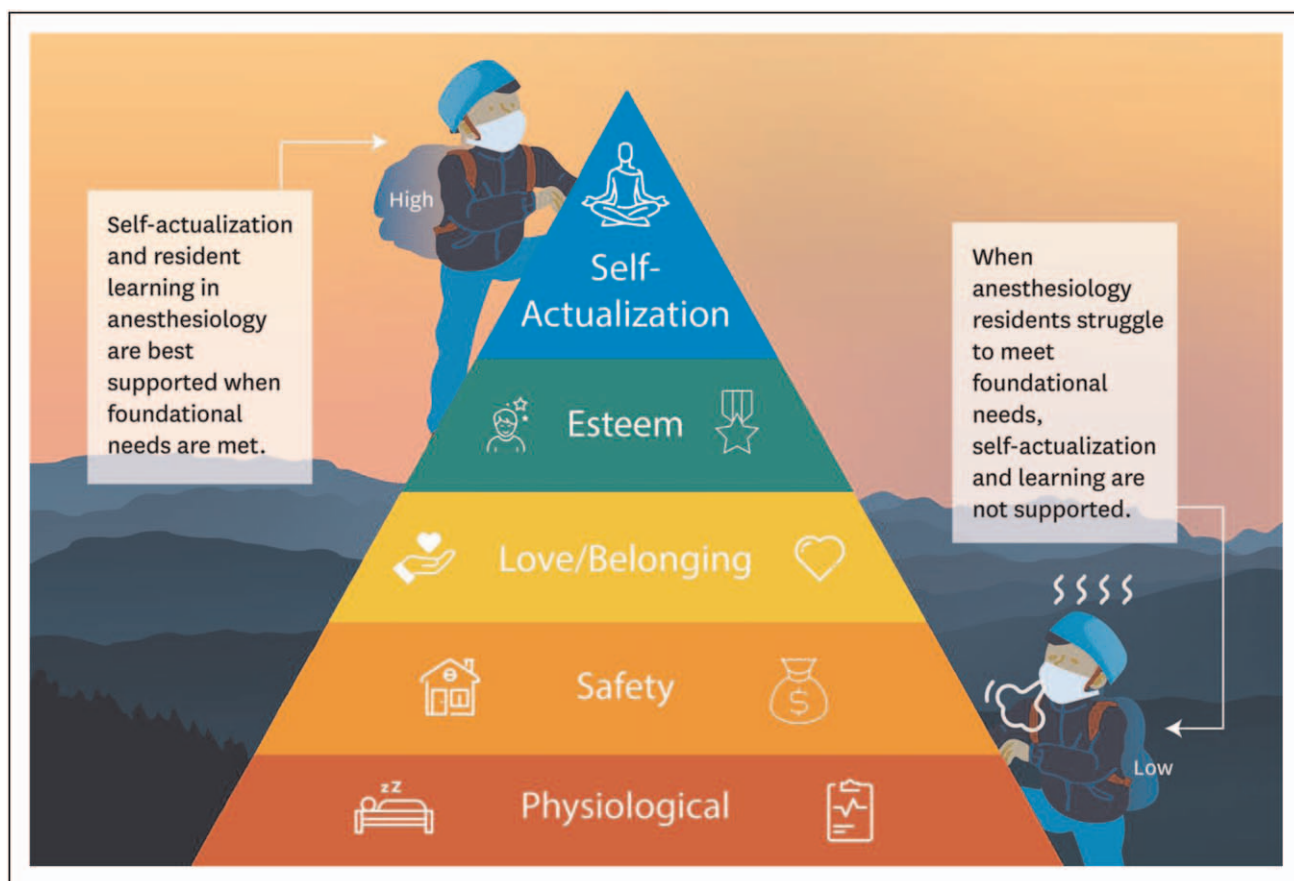 Self-actualization
and resident
learning in
anesthesiology
are best
supported when
foundational
needs are met.
High
Self-
Actualization
Esteem
Love/Belonging
Safety
$
zZ
Physiological
When
anesthesiology
residents struggle
to meet
foundational
needs,
self-actualization
and learning are
not supported.
Low